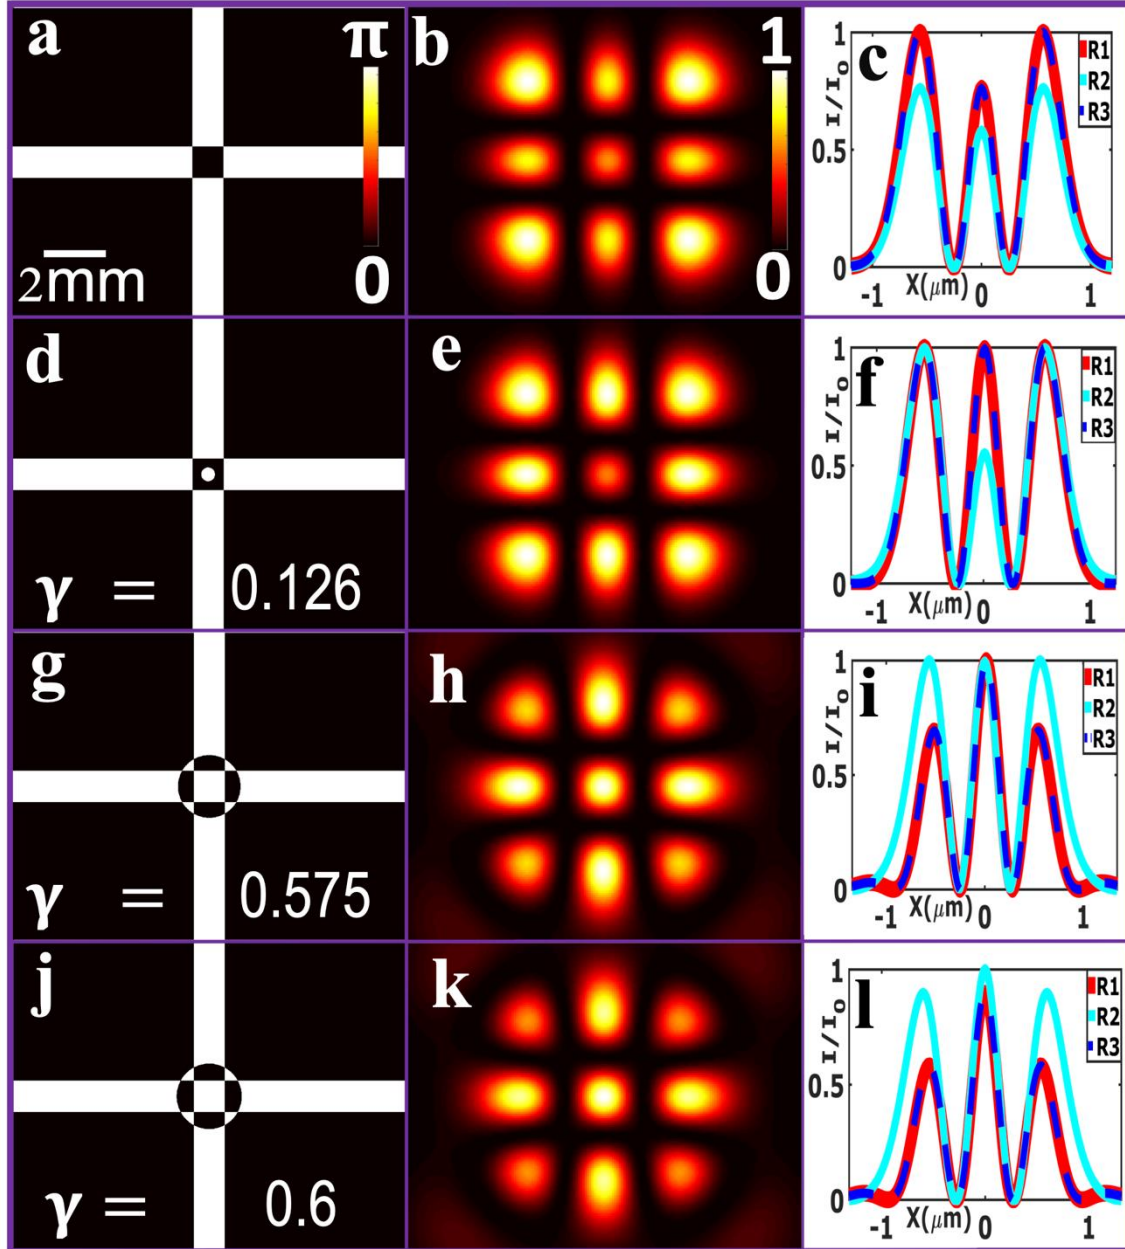 a
π
2mm
0
b
1
0
c
I/I₀
1
0.5
0
-1
X(μm)
0
1
R1
R2
R3
d
γ = 0.126
e
f
I/I₀
1
0.5
0
-1
X(μm)
0
1
R1
R2
R3
g
γ = 0.575
h
i
I/I₀
1
0.5
0
-1
X(μm)
0
1
R1
R2
R3
j
γ = 0.6
k
l
I/I₀
1
0.5
0
-1
X(μm)
0
1
R1
R2
R3